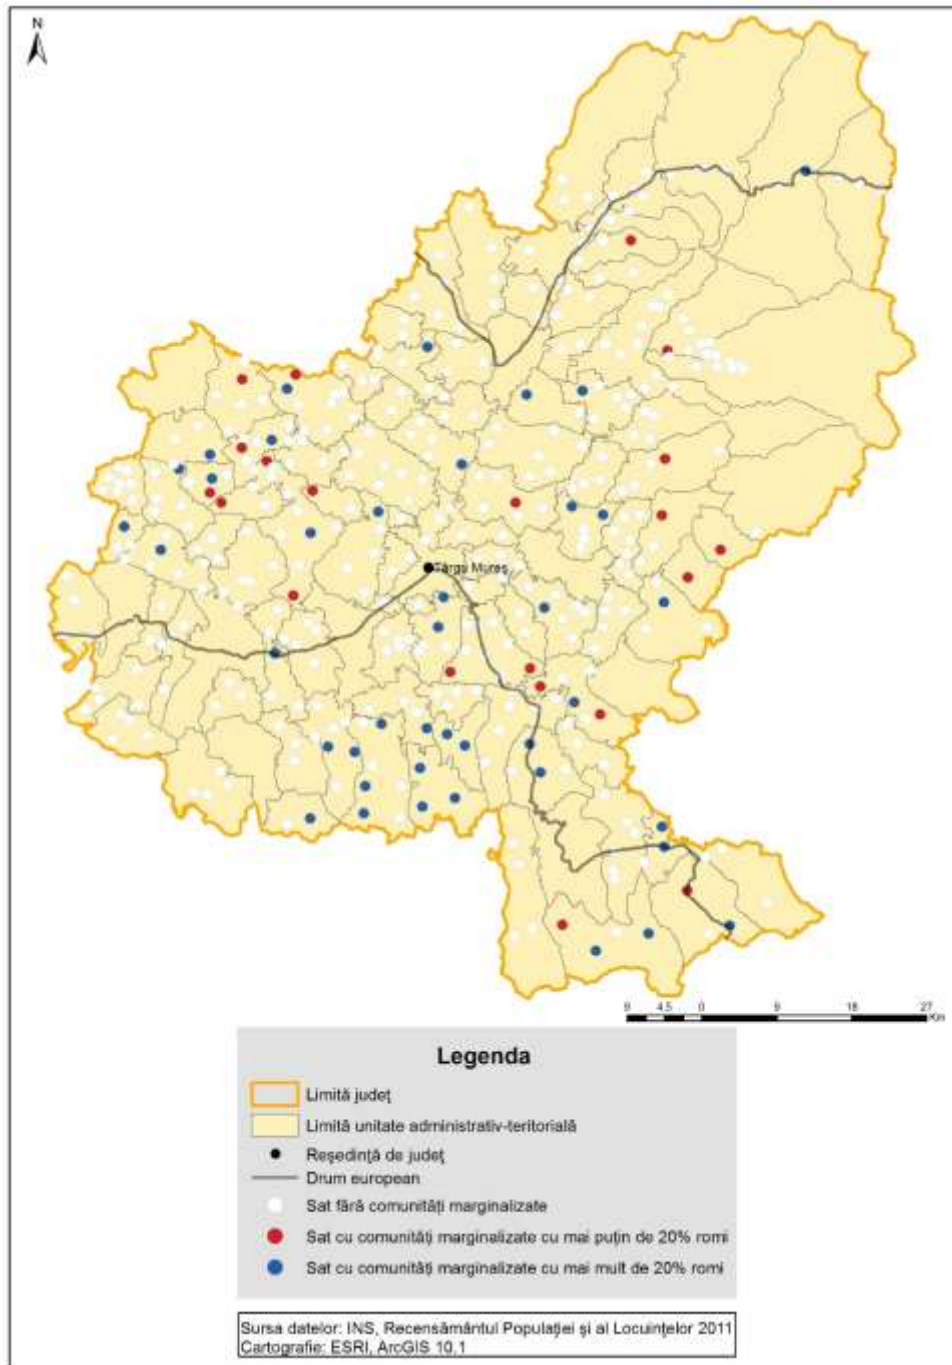 N
Târgu Mureș
9 4,5 0 9 18 27
Km
Legenda
Limită județ
Limită unitate administrativ-teritorială
Reşedinţă de judeţ
Drum european
Sat fără comunități marginalizate
Sat cu comunități marginalizate cu mai puțin de 20% romi
Sat cu comunități marginalizate cu mai mult de 20% romi
Sursa datelor: INS, Recensământul Populației și al Locuințelor 2011
Cartografie: ESRI, ArcGIS 10.1